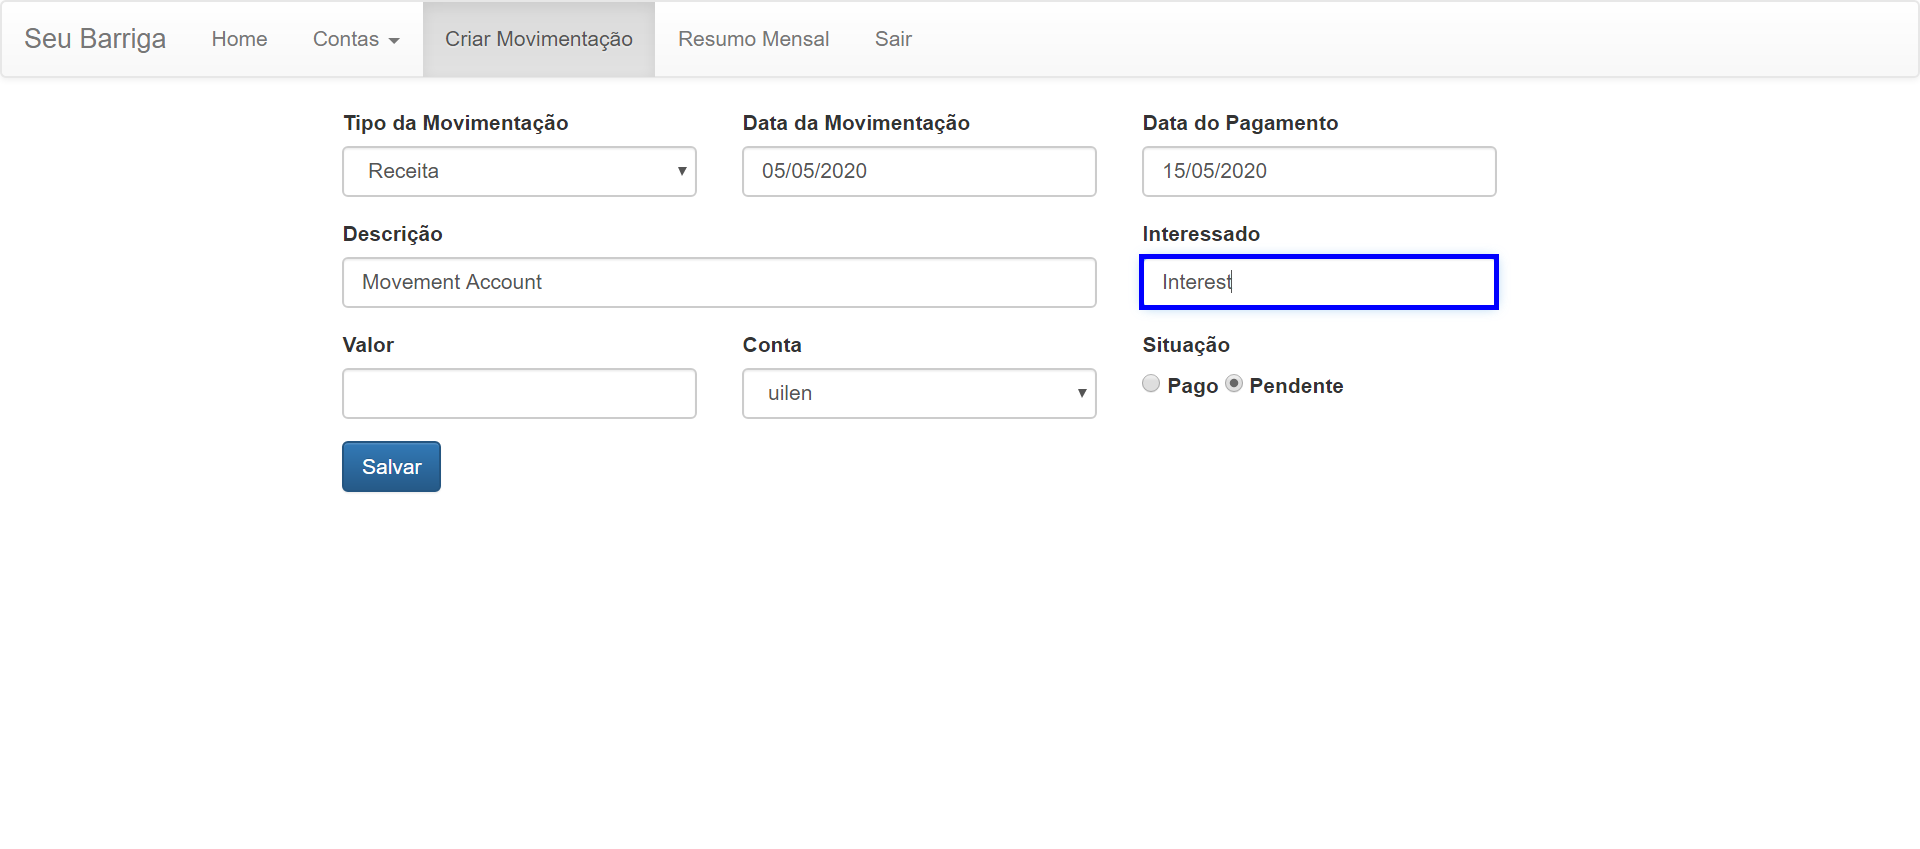 Seu Barriga Home Contas Criar Movimentação Resumo Mensal Sair
Tipo da Movimentação Data da Movimentação Data do Pagamento
Receita 05/05/2020 15/05/2020
Descrição Interessado
Movement Account Interest
Valor Conta Situação
uilen Pago Pendente
Salvar